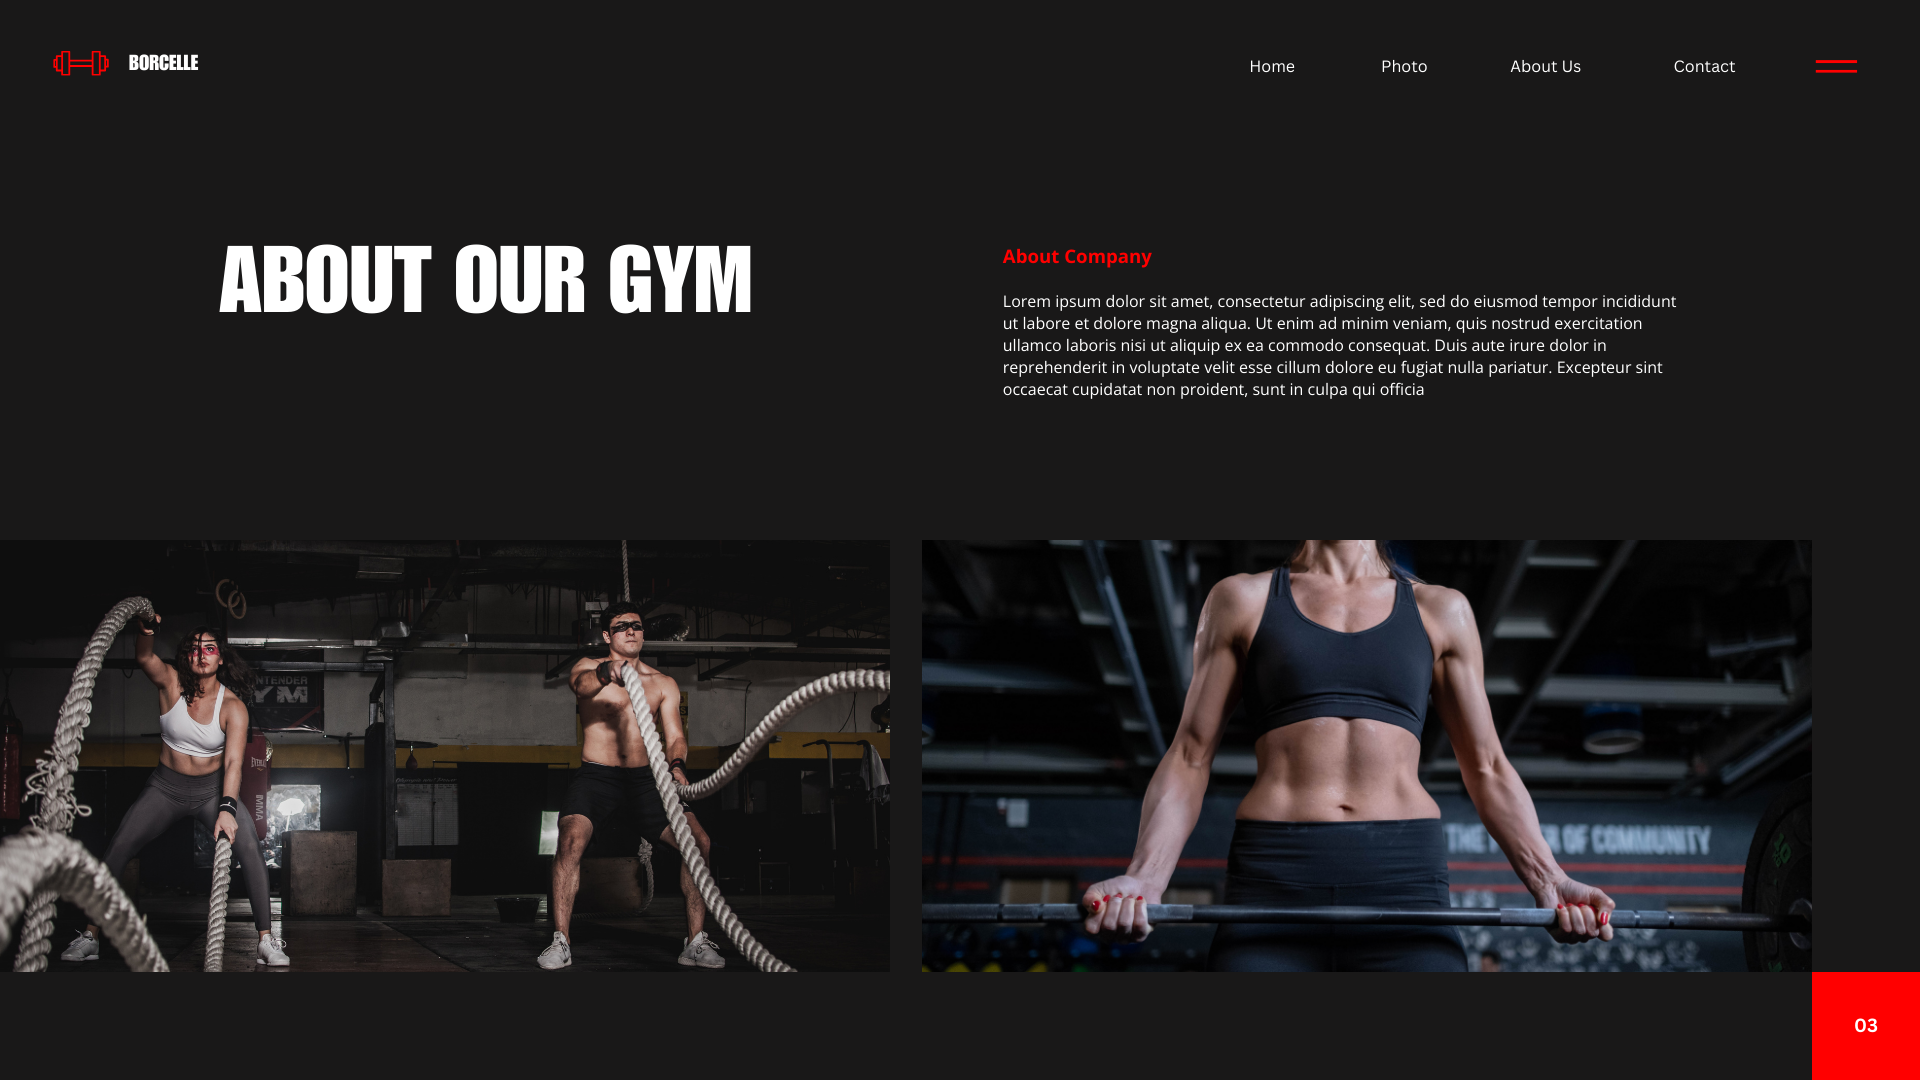 BORCELLE
Home
Photo
About Us
Contact
ABOUT OUR GYM
About Company
Lorem ipsum dolor sit amet, consectetur adipiscing elit, sed do eiusmod tempor incididunt
ut labore et dolore magna aliqua. Ut enim ad minim veniam, quis nostrud exercitation
ullamco laboris nisi ut aliquip ex ea commodo consequat. Duis aute irure dolor in
reprehenderit in voluptate velit esse cillum dolore eu fugiat nulla pariatur. Excepteur sint
occaecat cupidatat non proident, sunt in culpa qui officia
NTENDER
YM
EVERLAST
MMA
THE OF COMMUNITY
03